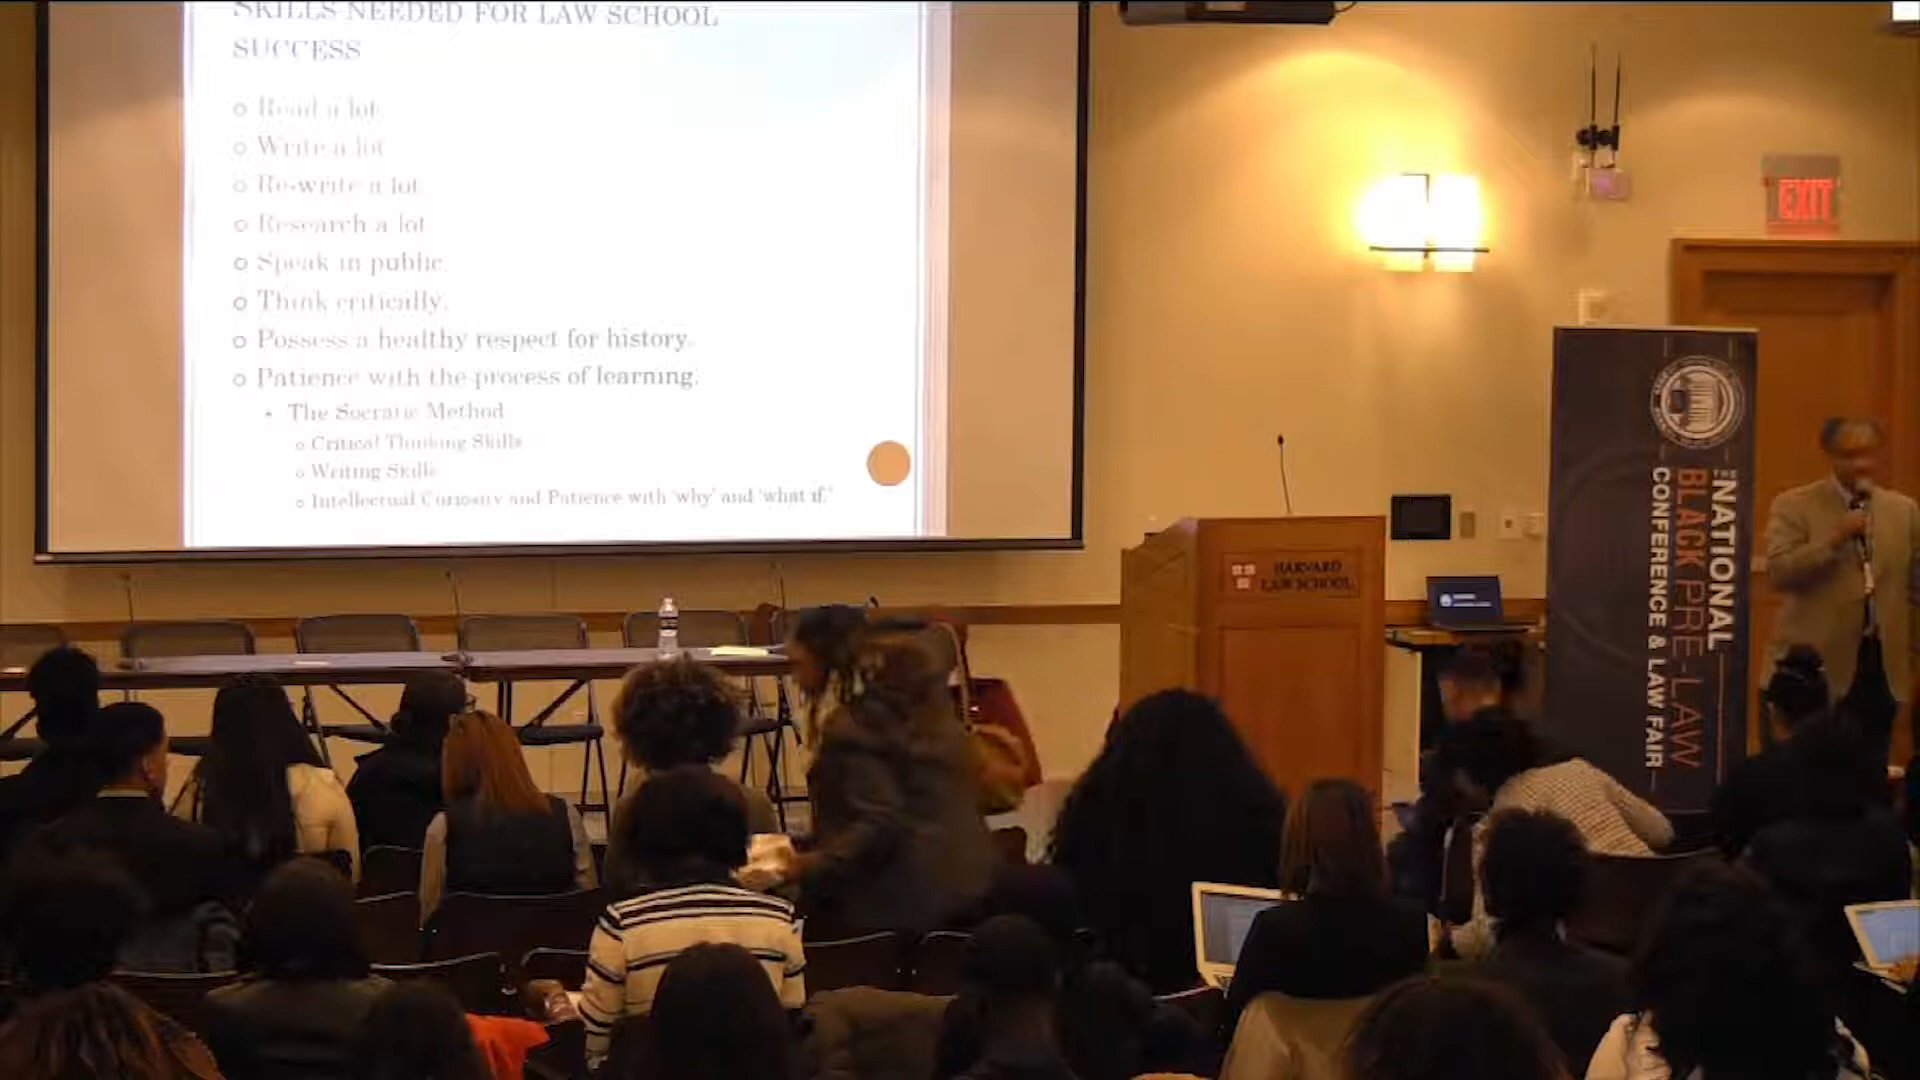 SKILLS NEEDED FOR LAW SCHOOL
SUCCESS
Read a lot
Write a lot
Re-write a lot
Research a lot
Speak in public.
Think critically.
Possess a healthy respect for history.
Patience with the process of learning.
The Socratic Method
Critical Thinking Skills
Writing Skills
Intellectual Curiosity and Patience with 'why' and 'what if.'
EXIT
HARVARD
LAW SCHOOL
THE NATIONAL
BLACK PRE-LAW
CONFERENCE & LAW FAIR